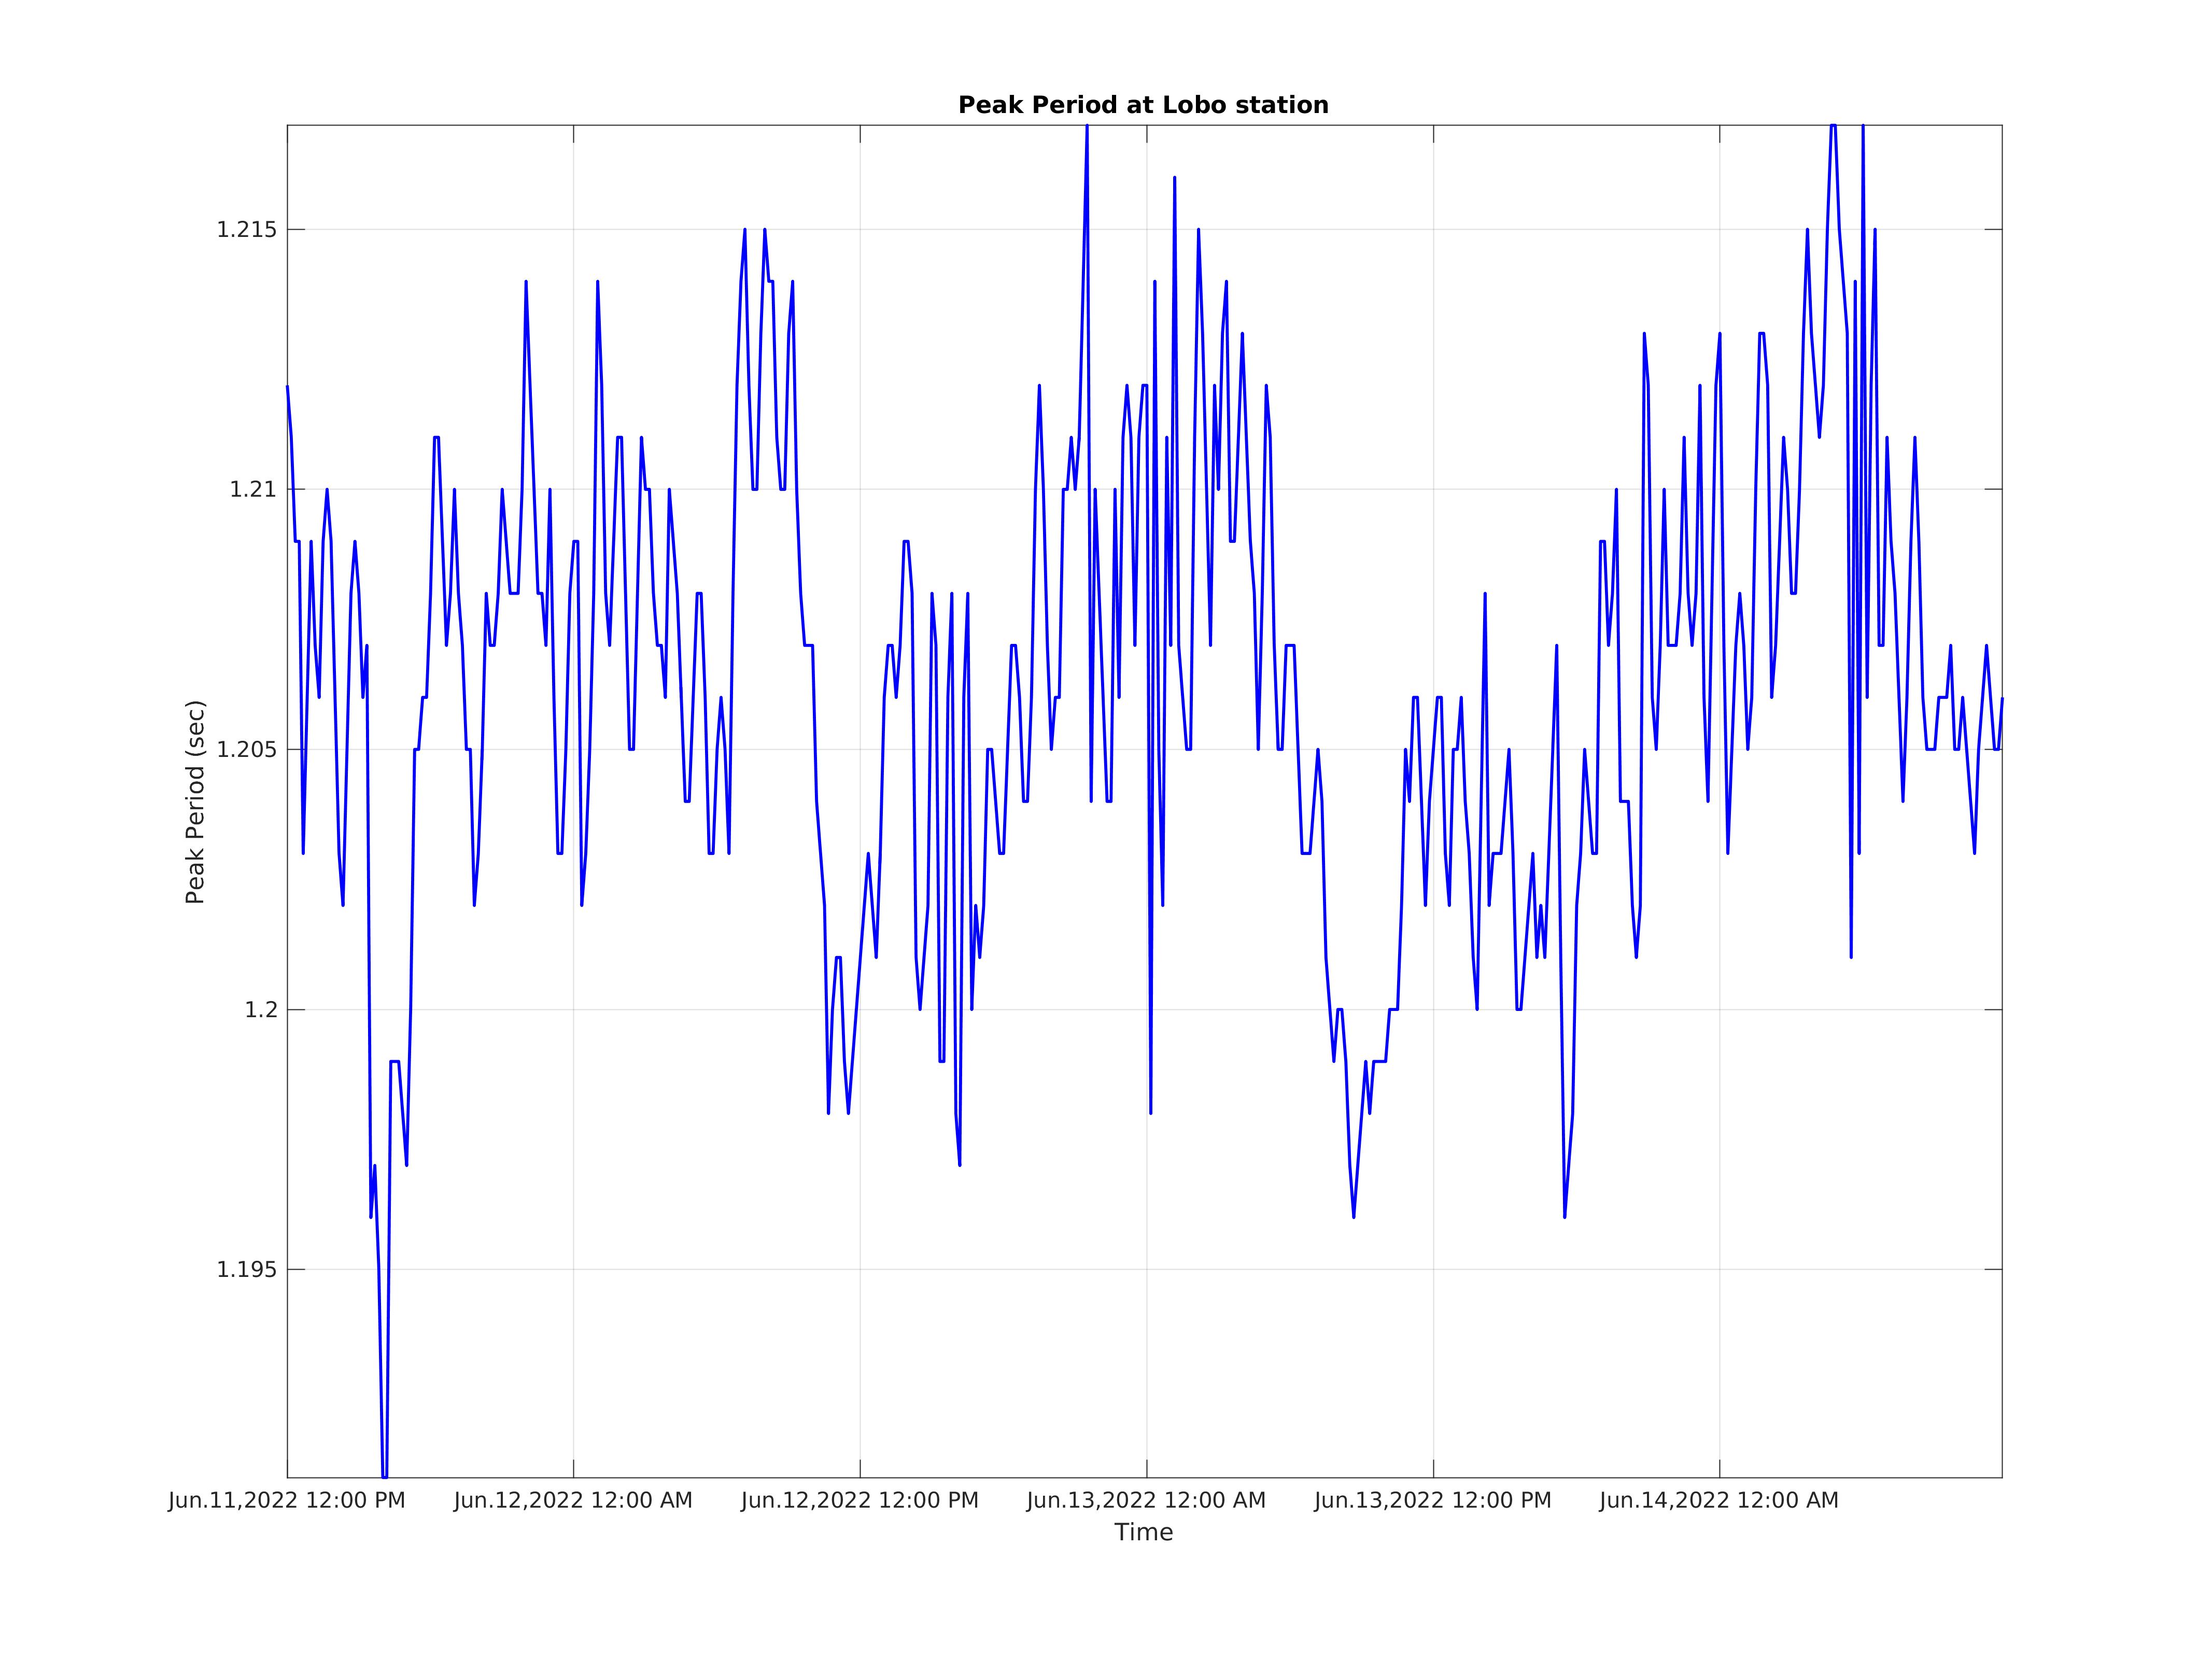 Peak Period at Lobo station
1.215
1.21
1.205
1.2
1.195
Peak Period (sec)
Jun.11,2022 12:00 PM
Jun.12,2022 12:00 AM
Jun.12,2022 12:00 PM
Jun.13,2022 12:00 AM
Jun.13,2022 12:00 PM
Jun.14,2022 12:00 AM
Time